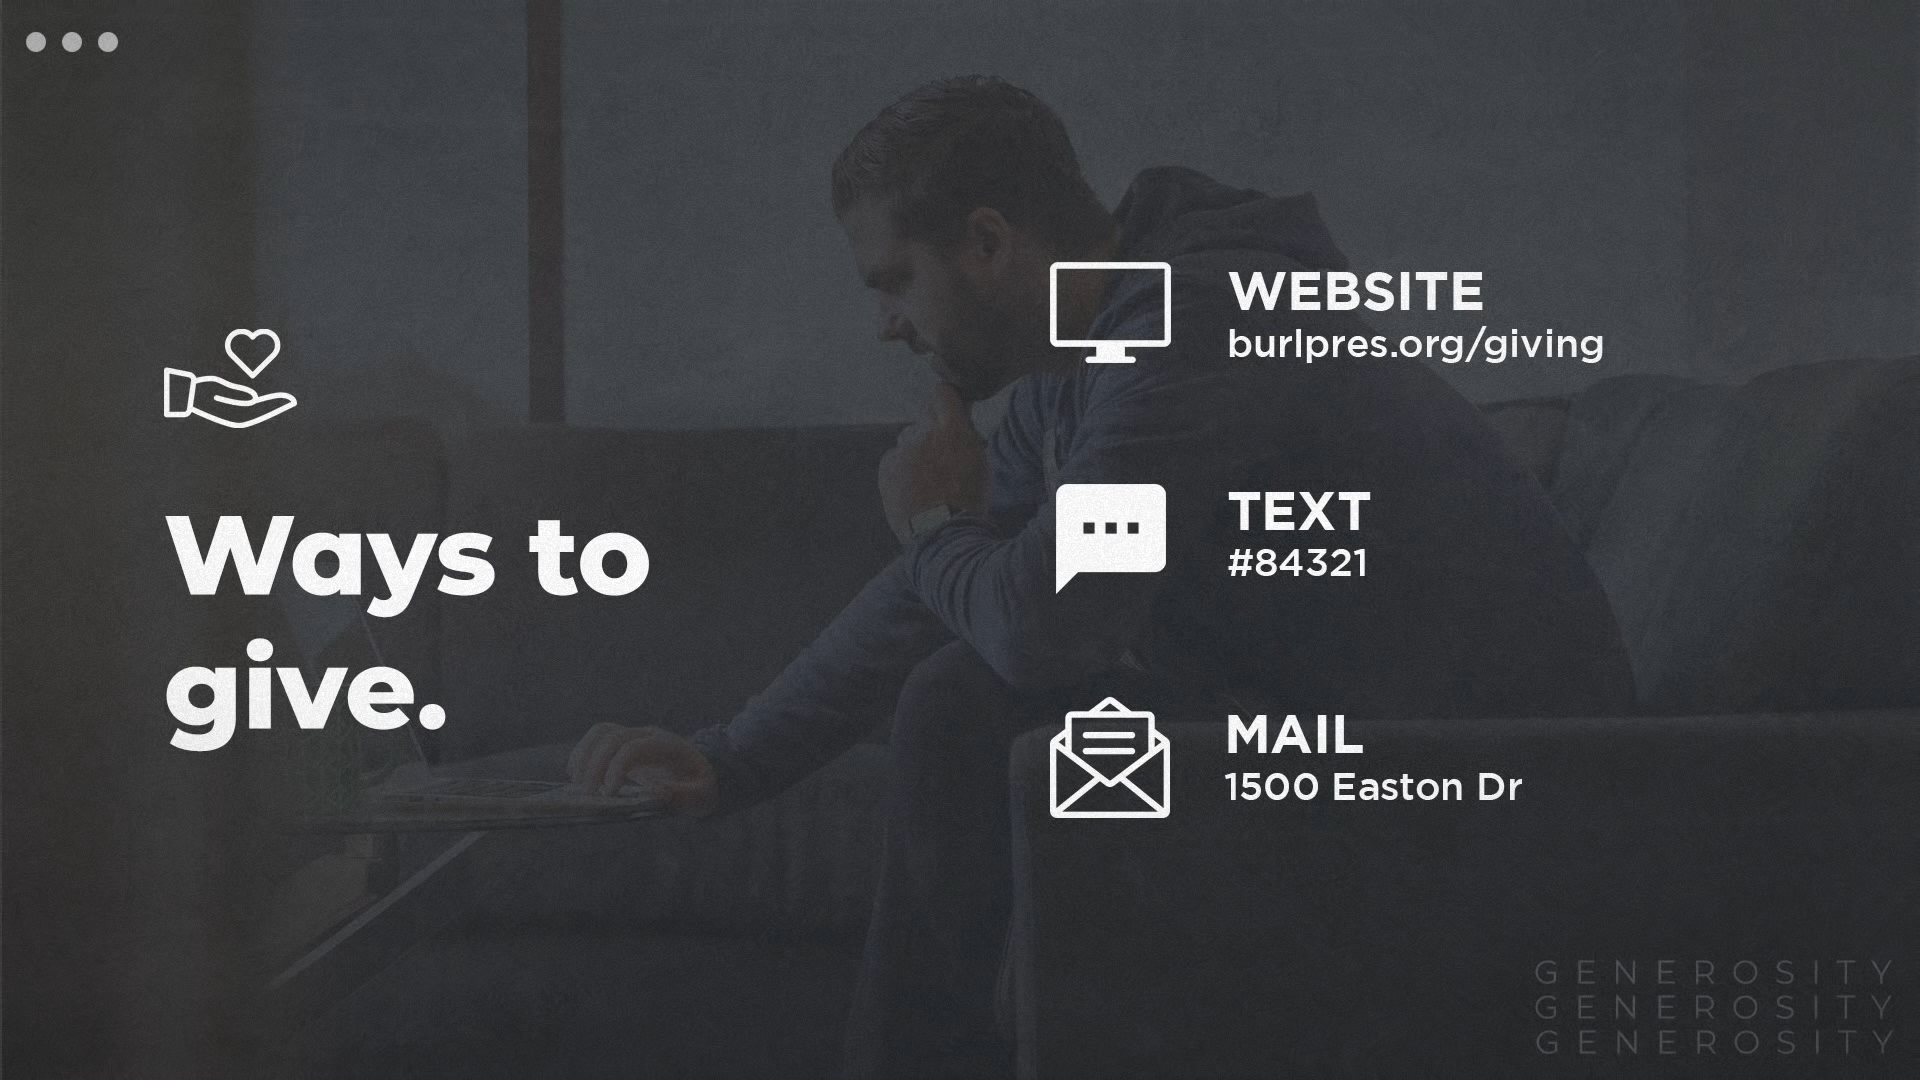 Ways to
give.
WEBSITE
burlpres.org/giving
TEXT
#84321
MAIL
1500 Easton Dr
GENEROSITY
GENEROSITY
GENEROSITY